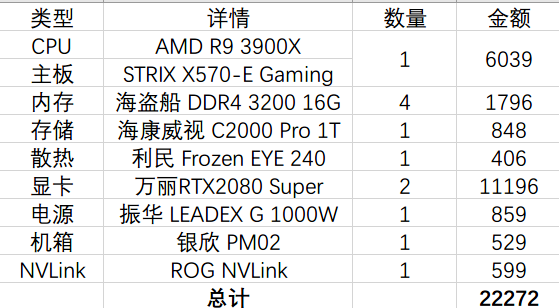 类型 详情 数量 金额
CPU AMD R9 3900X 1 6039
主板 STRIX X570-E Gaming
内存 海盗船 DDR4 3200 16G 4 1796
存储 海康威视 C2000 Pro 1T 1 848
散热 利民 Frozen EYE 240 1 406
显卡 万丽RTX2080 Super 2 11196
电源 振华 LEADEX G 1000W 1 859
机箱 银欣 PM02 1 529
NVLink ROG NVLink 1 599
总计 22272